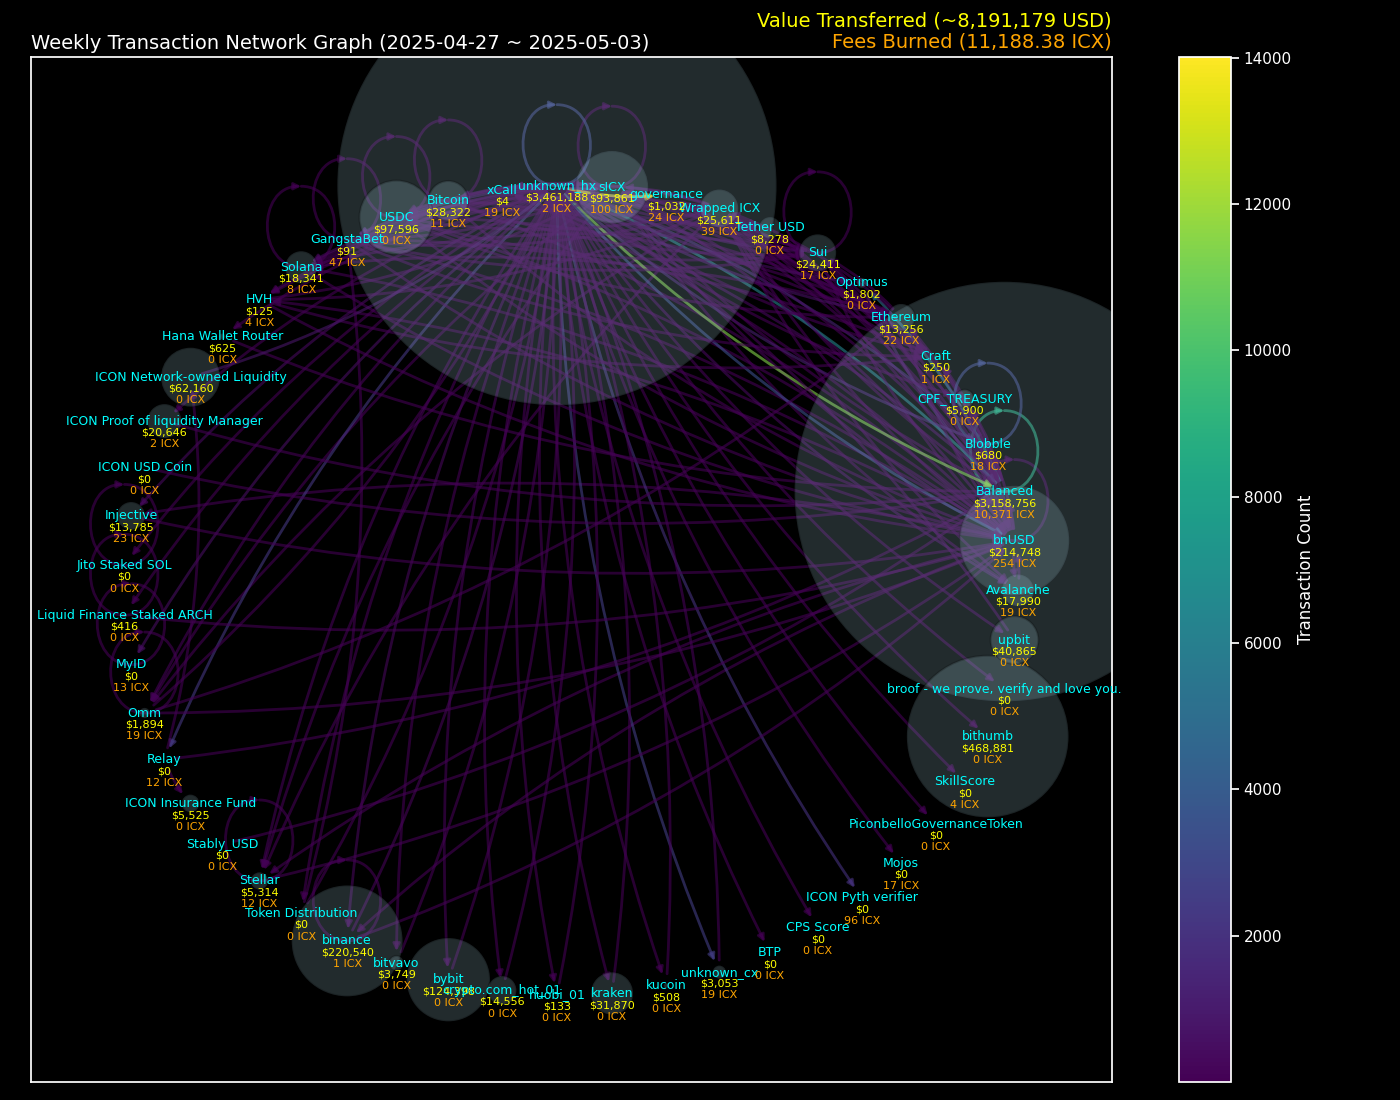 Value Transferred (~8,191,179 USD)
Weekly Transaction Network Graph (2025-04-27 ~ 2025-05-03)
Fees Burned (11,188.38 ICX)
unknown_hx
$3,461,188
2 ICX
sICX
$93,861
100 ICX
governance
$1,032
24 ICX
Wrapped ICX
$25,611
39 ICX
Tether USD
$8,278
0 ICX
Sui
$24,411
17 ICX
Optimus
$1,802
0 ICX
Ethereum
$13,256
22 ICX
Craft
$250
1 ICX
CPF_TREASURY
$5,900
0 ICX
Blobble
$680
18 ICX
Balanced
$3,158,756
10,371 ICX
bnUSD
$214,748
254 ICX
Avalanche
$17,990
19 ICX
upbit
$40,865
0 ICX
broof - we prove, verify and love you.
$0
0 ICX
bithumb
$468,881
0 ICX
SkillScore
$0
4 ICX
PiconbelloGovernanceToken
$0
0 ICX
Mojos
$0
17 ICX
ICON Pyth verifier
$0
96 ICX
CPS Score
$0
0 ICX
BTP
$0
0 ICX
unknown_cx
$3,053
19 ICX
kucoin
$508
0 ICX
kraken
$31,870
0 ICX
huobi_01
$133
0 ICX
crypto.com_hot_01
$14,556
0 ICX
bybit
0 ICX
bitvavo
$3,749
0 ICX
binance
$220,540
1 ICX
Token Distribution
$0
0 ICX
Stellar
$5,314
12 ICX
Stably_USD
$0
0 ICX
ICON Insurance Fund
$5,525
0 ICX
Relay
$0
12 ICX
Omm
$1,894
19 ICX
MyID
$0
13 ICX
Liquid Finance Staked ARCH
$416
0 ICX
Jito Staked SOL
$0
0 ICX
Injective
$13,785
23 ICX
ICON USD Coin
$0
0 ICX
ICON Proof of liquidity Manager
$20,646
2 ICX
ICON Network-owned Liquidity
$62,160
0 ICX
Hana Wallet Router
$625
0 ICX
HVH
$125
4 ICX
Solana
$18,341
8 ICX
GangstaBet
$91
47 ICX
USDC
$97,596
0 ICX
Bitcoin
$28,322
11 ICX
xCall
$4
19 ICX
14000
12000
10000
8000
6000
4000
2000
Transaction Count